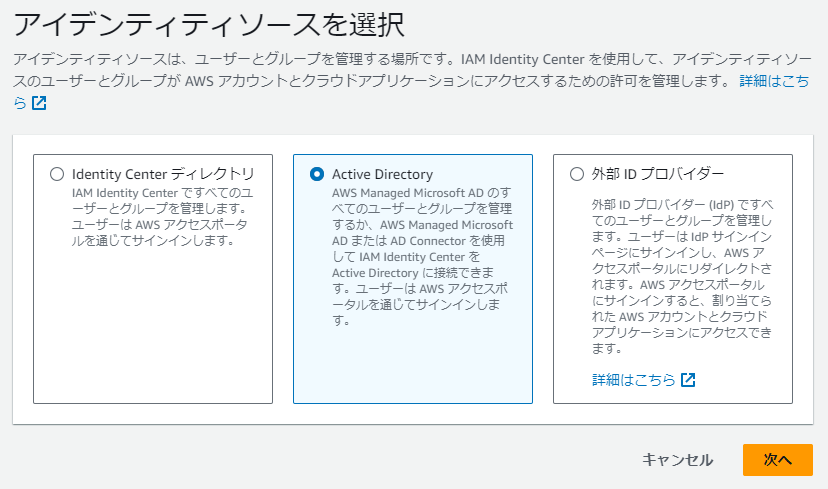 アイデンティティソースを選択
アイデンティティソースは、ユーザーとグループを管理する場所です。IAM Identity Center を使用して、アイデンティティソー
スのユーザーとグループが AWS アカウントとクラウドアプリケーションにアクセスするための許可を管理します。 詳細はこち
ら
Identity Center ディレクトリ
IAM Identity Center ですべてのユ
ーザーとグループを管理します。
ユーザーは AWS アクセスポータ
ルを通じてサインインします。
Active Directory
AWS Managed Microsoft AD のす
べてのユーザーとグループを管理
するか、AWS Managed Microsoft
AD または AD Connector を使用
して IAM Identity Center を
Active Directory に接続できま
す。ユーザーは AWS アクセスポ
ータルを通じてサインインしま
す。
外部 ID プロバイダー
外部 ID プロバイダー (IdP) ですべ
てのユーザーとグループを管理しま
す。ユーザーは IdP サインイン
ページにサインインし、AWS ア
クセスポータルにリダイレクトさ
れます。AWS アクセスポータル
にサインインすると、割り当てら
れた AWS アカウントとクラウド
アプリケーションにアクセスでき
ます。
詳細はこちら
キャンセル
次へ